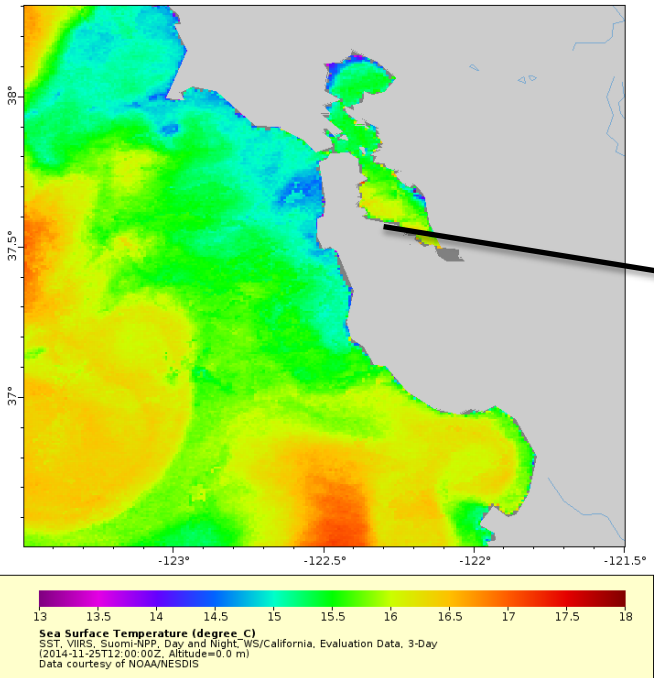 38°
37.5°
37°
-123°
-122.5°
-122°
-121.5°
13 13.5 14 14.5 15 15.5 16 16.5 17 17.5 18
Sea Surface Temperature (degree_C)
SST, VIIRS, Suomi-NPP, Day and Night, WS/California, Evaluation Data, 3-Day
(2014-11-25T12:00:00Z, Altitude=0.0 m)
Data courtesy of NOAA/NESDIS